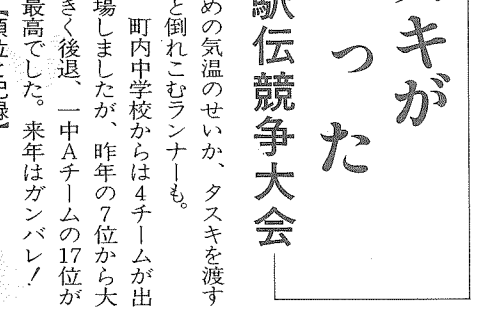 キが
った
駅伝競争大会
めの気温のせいか、タスキを渡す
と倒れこむランナーも。
町内中学校からは4チームが出
場しましたが、昨年の7位から大
きく後退、一中Aチームの17位が
最高でした。来年はガンバレ!